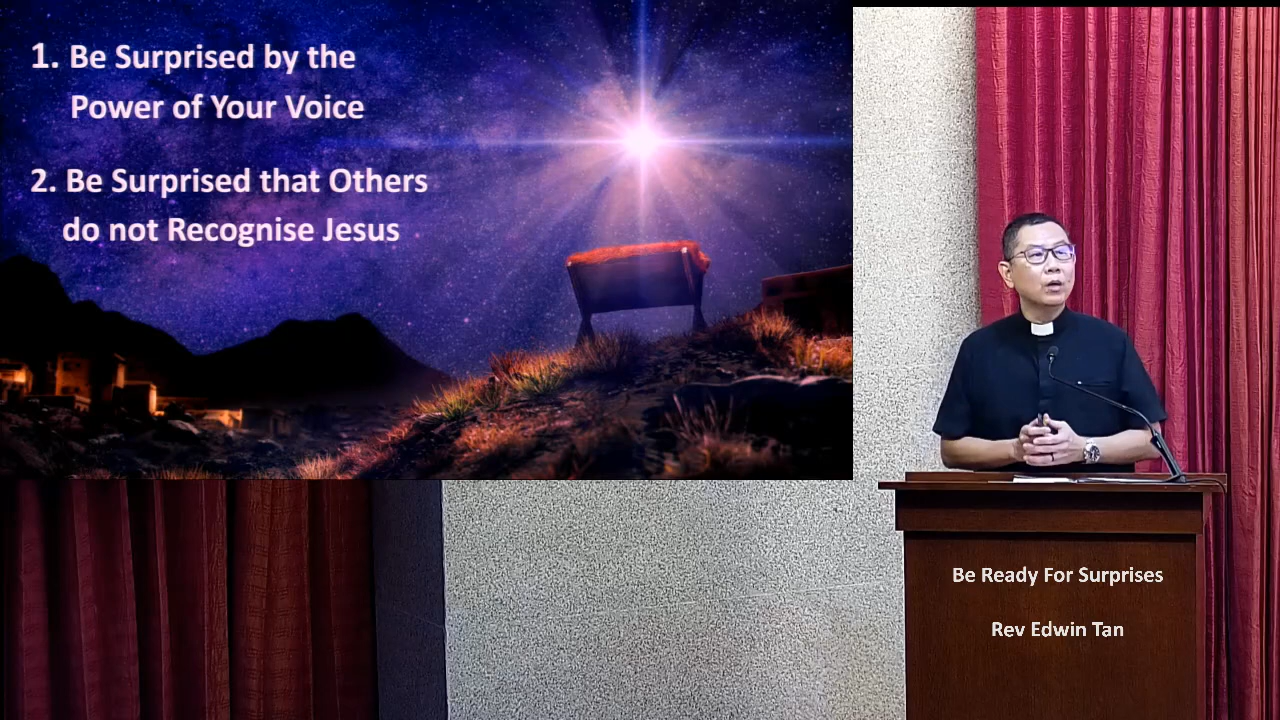 1. Be Surprised by the
Power of Your Voice
2. Be Surprised that Others
do not Recognise Jesus
Be Ready For Surprises
Rev Edwin Tan